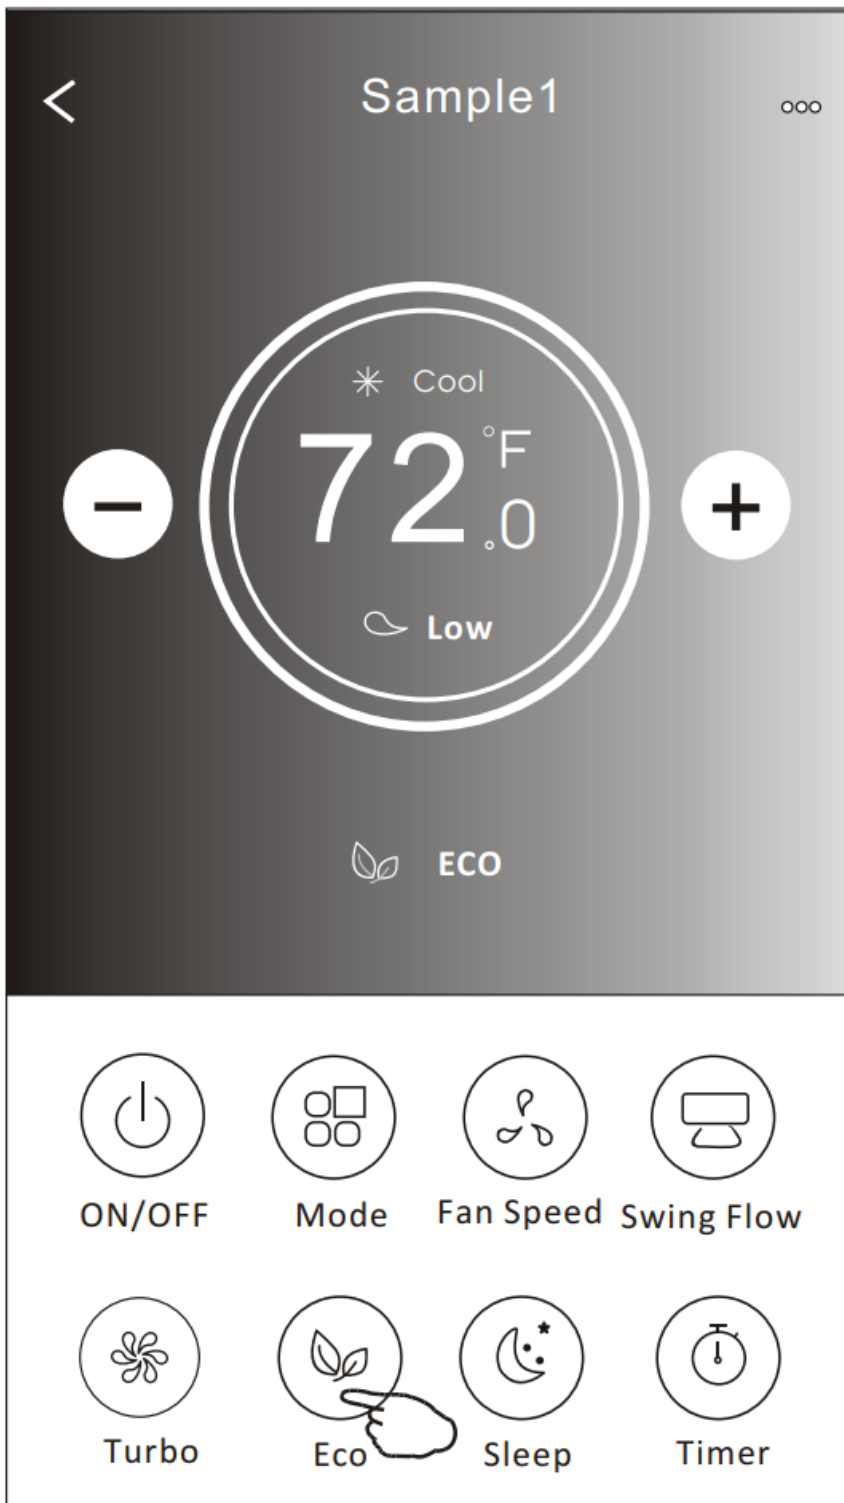 Sample1
Cool
72.0°F
Low
ECO
ON/OFF Mode Fan Speed Swing Flow
Turbo Eco Sleep Timer